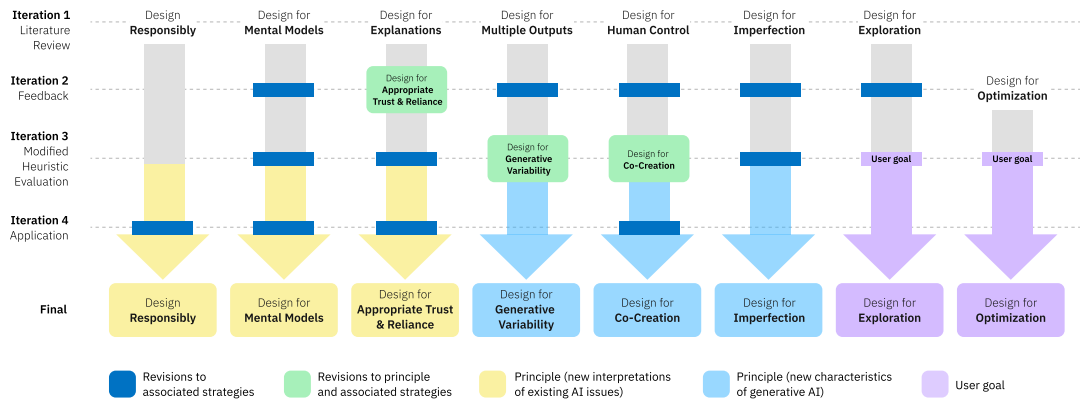 Iteration 1
Literature
Review
Design
Responsibly
Design for
Mental Models
Design for
Explanations
Design for
Multiple Outputs
Design for
Human Control
Design for
Imperfection
Design for
Exploration
Iteration 2
Feedback
Design for
Appropriate
Trust & Reliance
Design for
Optimization
Iteration 3
Modified
Heuristic
Evaluation
Design for
Generative
Variability
Design for
Co-Creation
User goal
User goal
Iteration 4
Application
Final
Design
Responsibly
Design for
Mental Models
Design for
Appropriate Trust
& Reliance
Design for
Generative
Variability
Design for
Co-Creation
Design for
Imperfection
Design for
Exploration
Design for
Optimization
Revisions to
associated strategies
Revisions to principle
and associated strategies
Principle (new interpretations
of existing AI issues)
Principle (new characteristics
of generative AI)
User goal